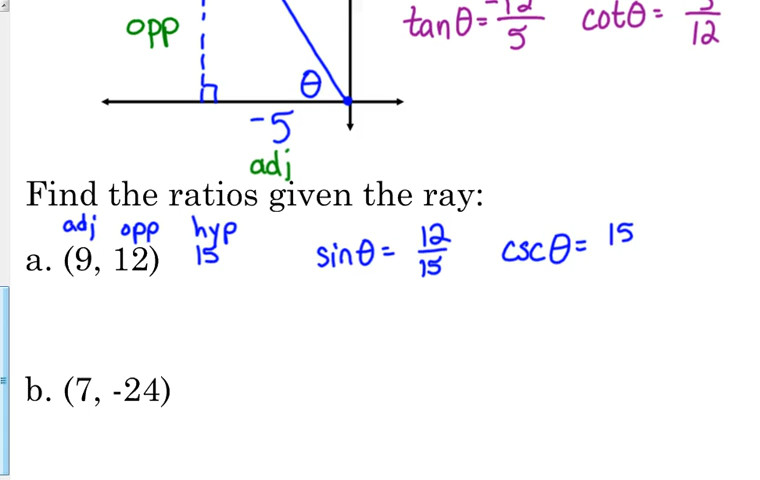 opp
tanθ = -12/5 cotθ = /12
θ
-5
adj
Find the ratios given the ray:
adj opp hyp
a. (9, 12) 15 sinθ = 12/15 cscθ = 15
b. (7, -24)